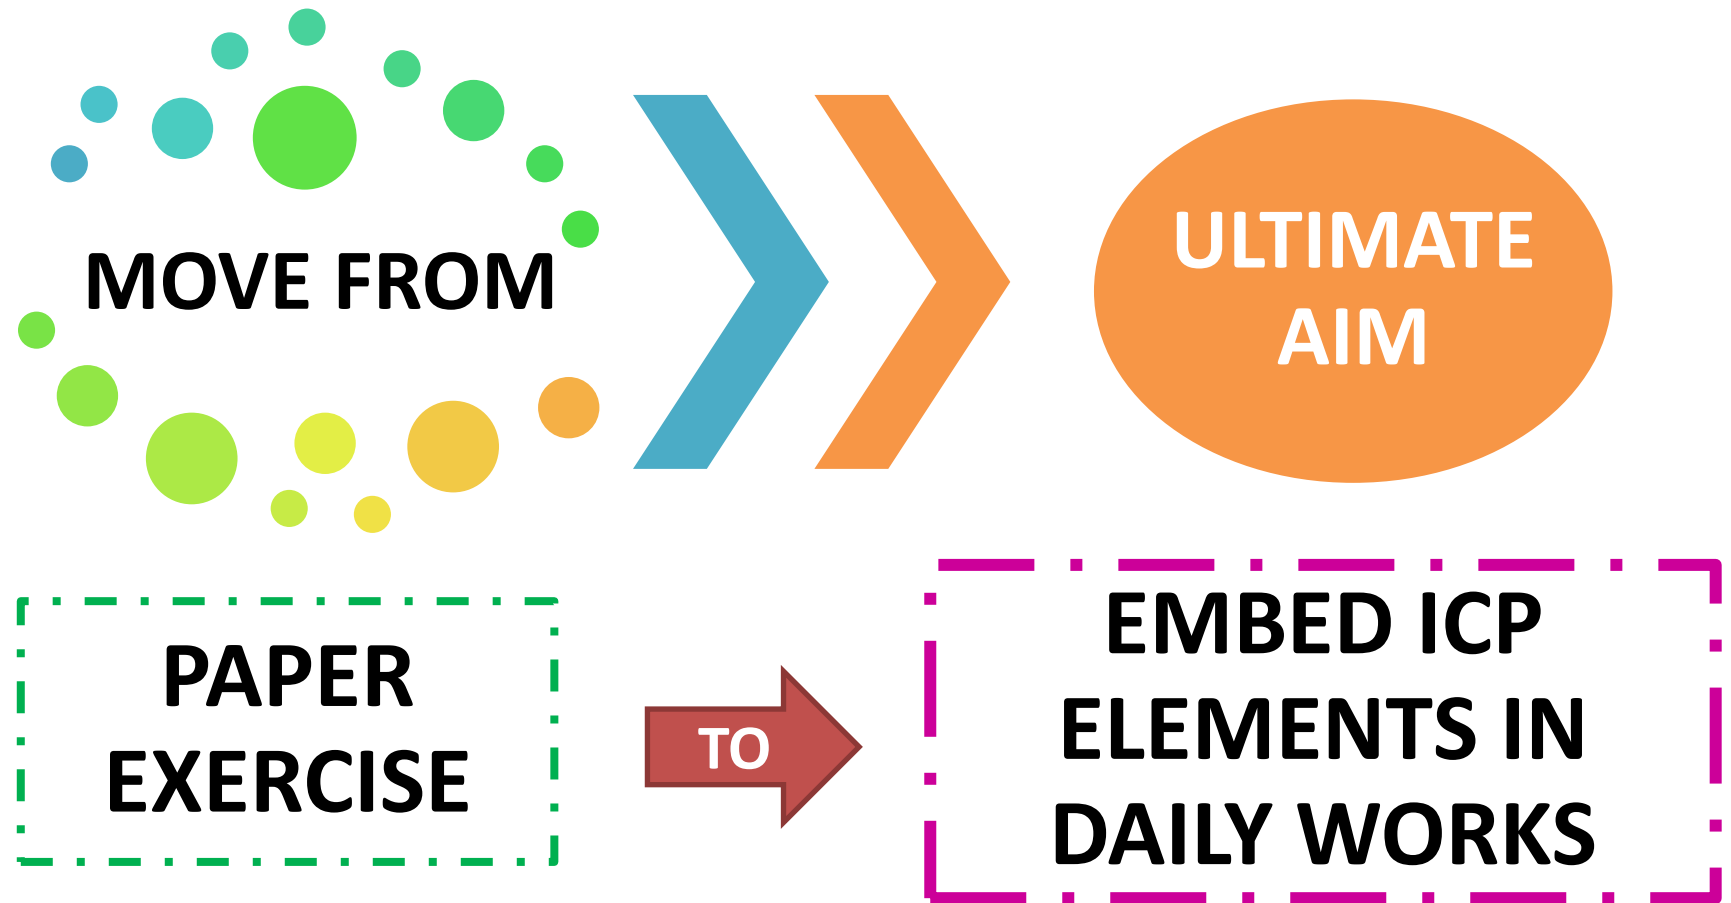 MOVE FROM
ULTIMATE
AIM
PAPER
EXERCISE
TO
EMBED ICP
ELEMENTS IN
DAILY WORKS